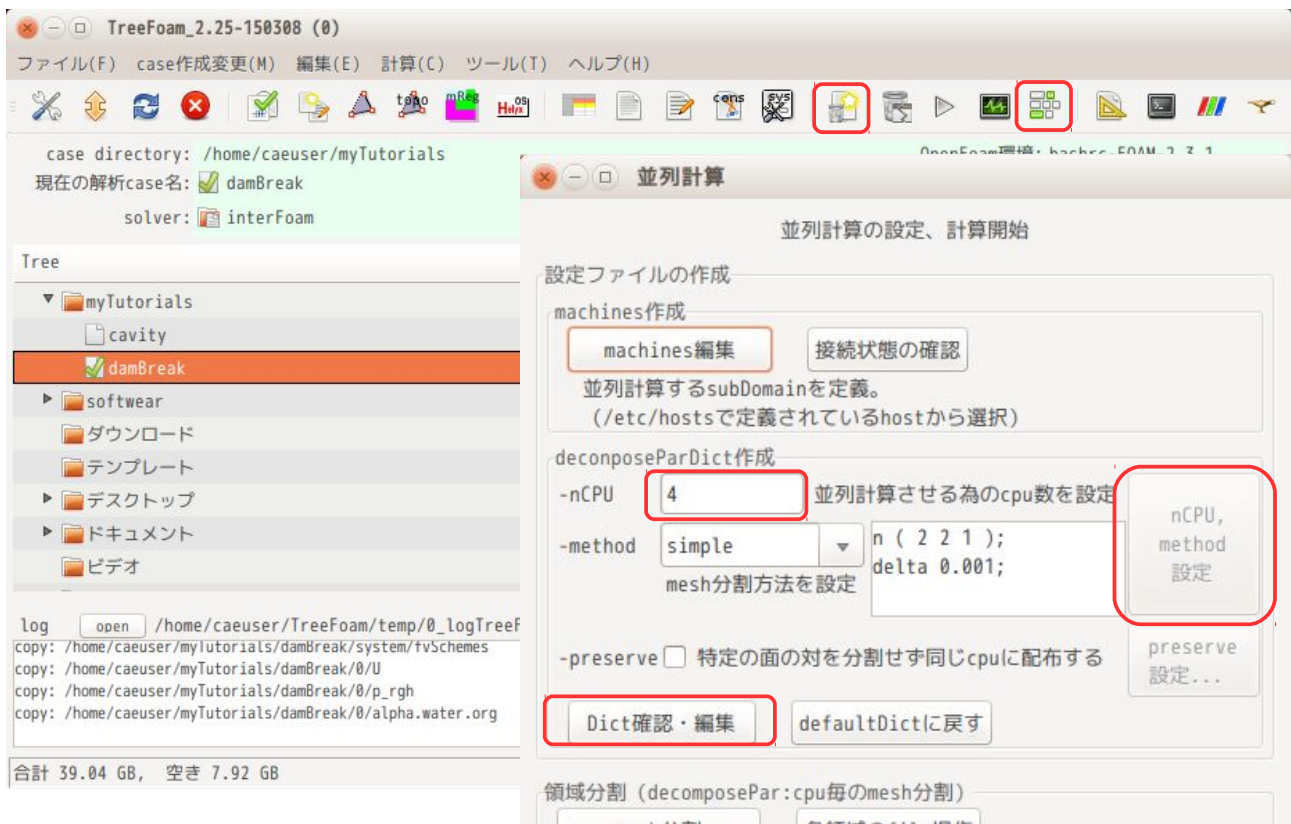 TreeFoam_2.25-150308 (0)
ファイル(F) case作成変更(M) 編集(E) 計算(C) ツール(T) ヘルプ(H)
topo mReg Helyx OS cons sys
case directory: /home/caeuser/myTutorials
OpenFoam環境: bashrc-FOAM-2.3.1
現在の解析case名: damBreak
solver: interFoam
Tree
myTutorials
cavity
damBreak
softwear
ダウンロード
テンプレート
デスクトップ
ドキュメント
ビデオ
log open /home/caeuser/TreeFoam/temp/0_logTreeF
copy: /home/caeuser/myTutorials/damBreak/system/fvSchemes
copy: /home/caeuser/myTutorials/damBreak/0/U
copy: /home/caeuser/myTutorials/damBreak/0/p_rgh
copy: /home/caeuser/myTutorials/damBreak/0/alpha.water.org
合計 39.04 GB, 空き 7.92 GB
並列計算
並列計算の設定、計算開始
設定ファイルの作成
machines作成
machines編集 接続状態の確認
並列計算するsubDomainを定義。
(/etc/hostsで定義されているhostから選択)
deconposeParDict作成
-nCPU 4 並列計算させる為のcpu数を設定
-method simple
n ( 2 2 1 );
delta 0.001;
mesh分割方法を設定
nCPU,
method
設定
-preserve 特定の面の対を分割せず同じcpuに配布する
preserve
設定...
Dict確認・編集 defaultDictに戻す
領域分割 (decomposePar:cpu毎のmesh分割)